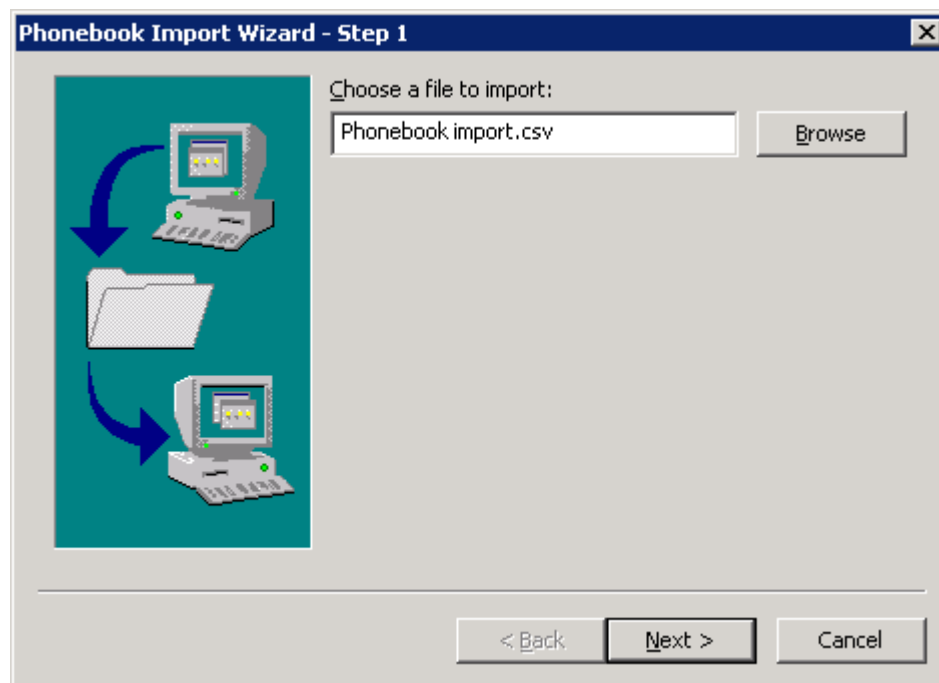 Phonebook Import Wizard - Step 1
Choose a file to import:
Phonebook import.csv
Browse
< Back
Next >
Cancel